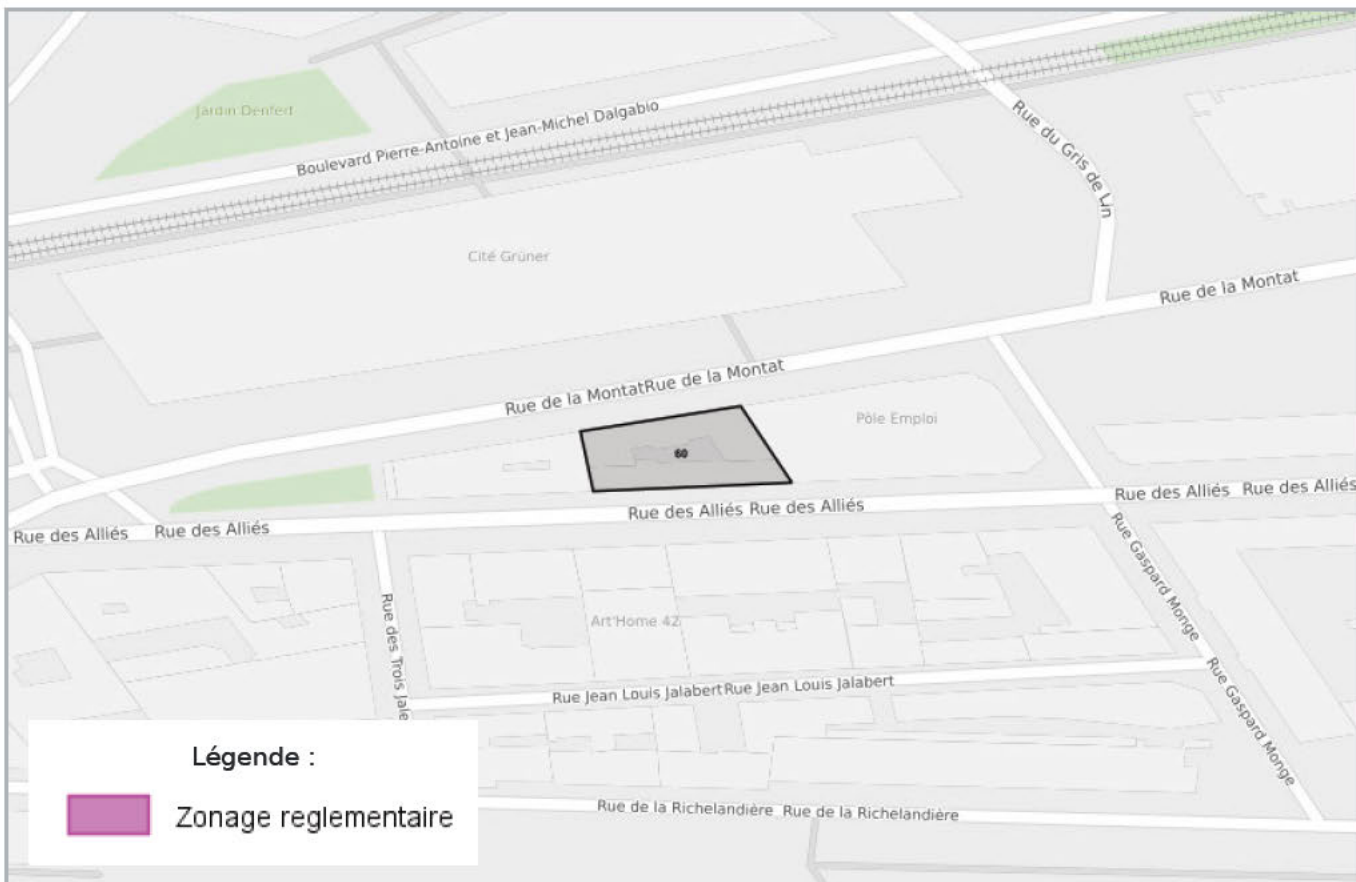 Jardin Denfert
Boulevard Pierre-Antoine et Jean-Michel Dalgabio
Rue du Gris de Lin
Cité Grüner
Rue de la Montat
Rue de la MontatRue de la Montat
Pôle Emploi
60
Rue des Alliés Rue des Alliés
Rue des Alliés Rue des Alliés
Rue des Alliés Rue des Alliés
Rue Gaspard Monge
Rue des Trois Jale
Art'Home 42
Rue Jean Louis JalabertRue Jean Louis Jalabert
Rue Gaspard Monge
Légende :
Zonage reglementaire
Rue de la Richelandière Rue de la Richelandière